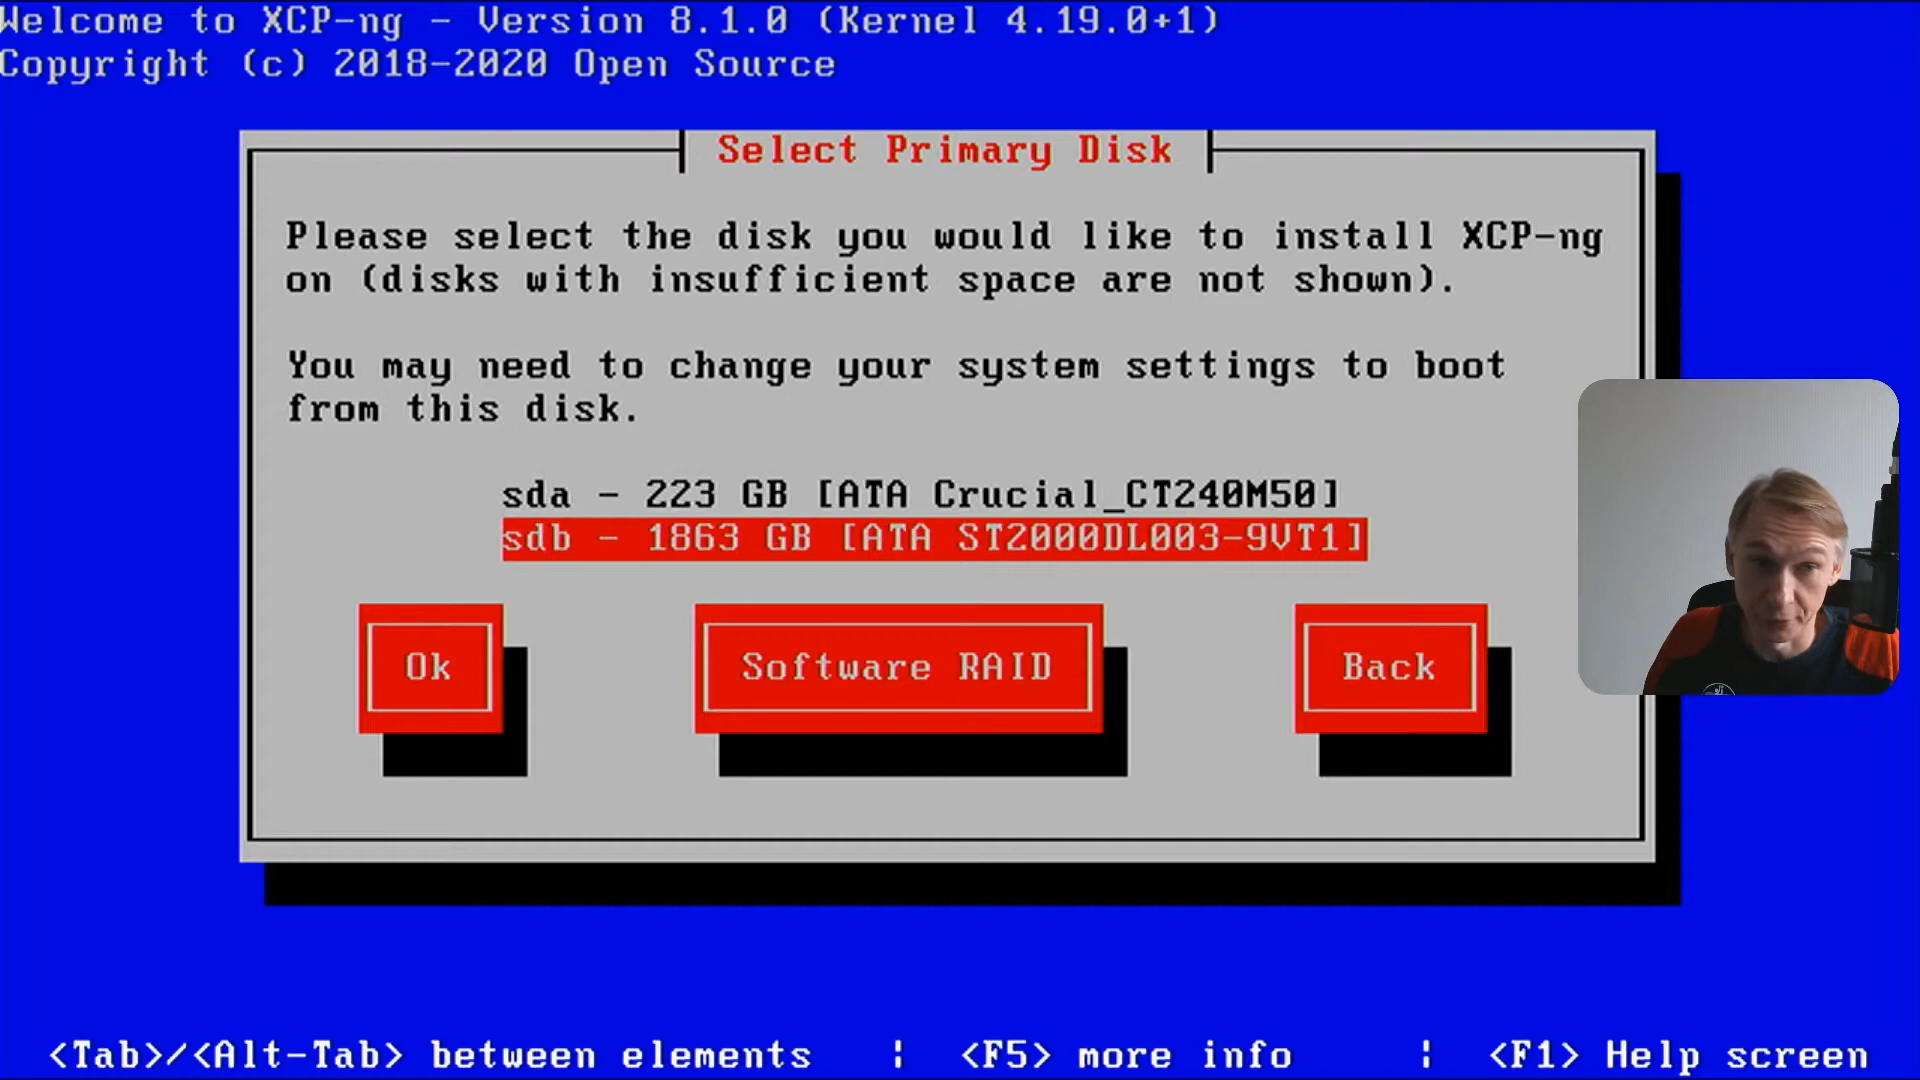 Welcome to XCP-ng - Version 8.1.0 (Kernel 4.19.0+1)
Copyright (c) 2018-2020 Open Source
Select Primary Disk
Please select the disk you would like to install XCP-ng
on (disks with insufficient space are not shown).
You may need to change your system settings to boot
from this disk.
sda - 223 GB [ATA Crucial_CT240M50]
sdb - 1863 GB [ATA ST2000DL003-9VT1]
Ok Software RAID Back
<Tab>/<Alt-Tab> between elements ¦ <F5> more info ¦ <F1> Help screen